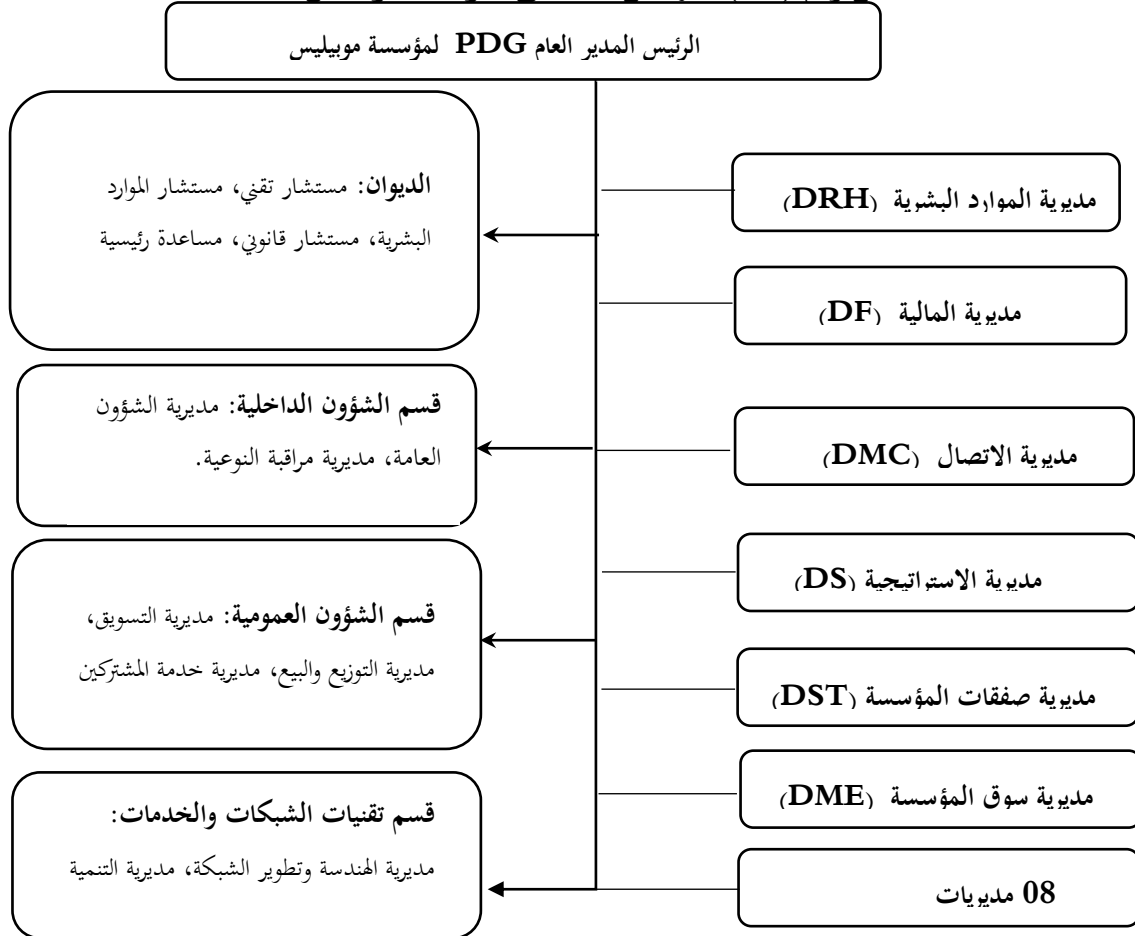 الرئيس المدير العام PDG لمؤسسة موبيليس
مديرية الموارد البشرية (DRH)
الديوان: مستشار تقني، مستشار الموارد
البشرية، مستشار قانوني، مساعدة رئيسية
مديرية المالية (DF)
قسم الشؤون الداخلية: مديرية الشؤون
العامة، مديرية مراقبة النوعية.
مديرية الاتصال (DMC)
مديرية الاستراتيجية (DS)
قسم الشؤون العمومية: مديرية التسويق،
مديرية التوزيع والبيع، مديرية خدمة المشتركين
مديرية صفقات المؤسسة (DST)
مديرية سوق المؤسسة (DME)
قسم تقنيات الشبكات والخدمات:
مديرية الهندسة وتطوير الشبكة، مديرية التنمية
08 مديريات